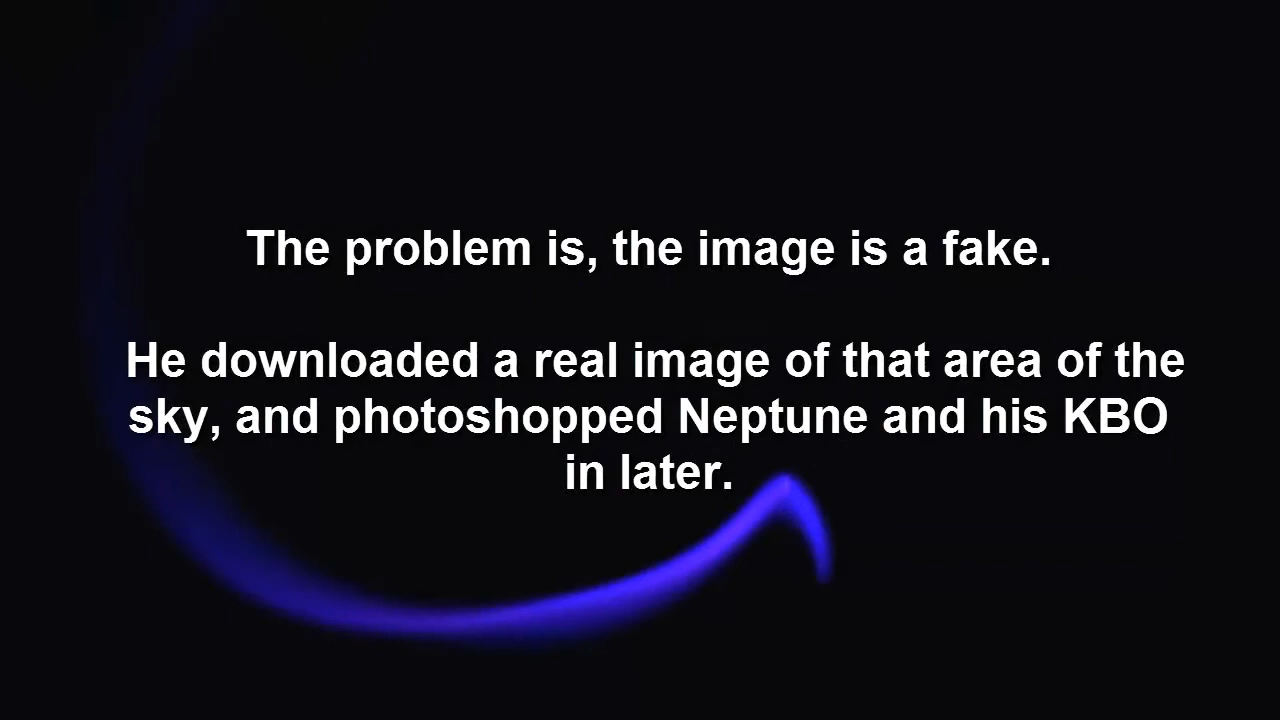 The problem is, the image is a fake.
He downloaded a real image of that area of the
sky, and photoshopped Neptune and his KBO
in later.